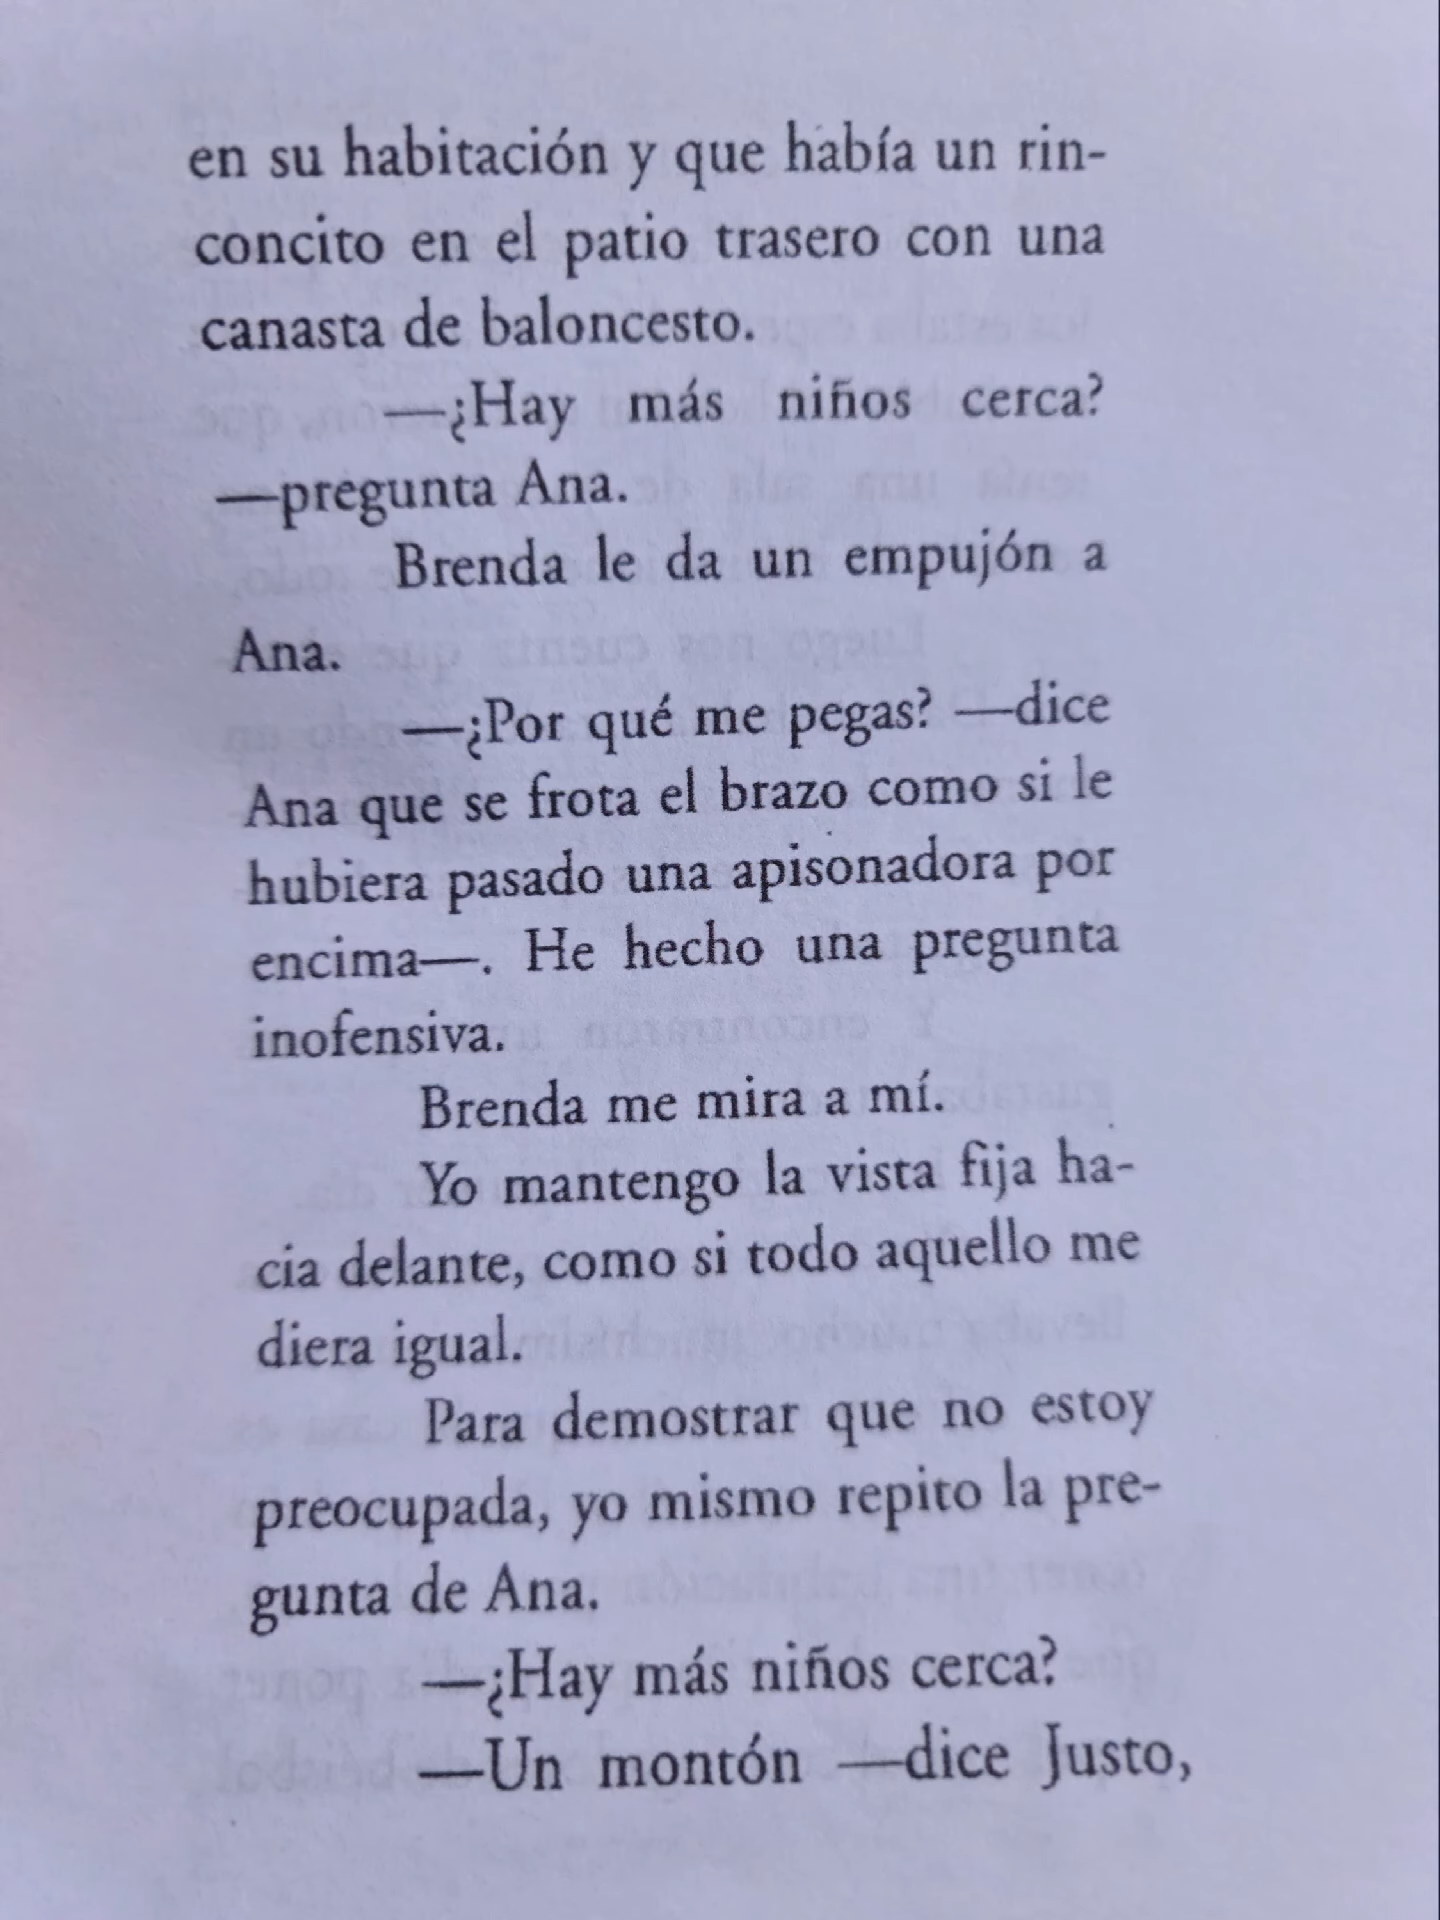 en su habitación y que había un rin-
concito en el patio trasero con una
canasta de baloncesto.
—¿Hay más niños cerca?
—pregunta Ana.
Brenda le da un empujón a
Ana.
—¿Por qué me pegas? —dice
Ana que se frota el brazo como si le
hubiera pasado una apisonadora por
encima—. He hecho una pregunta
inofensiva.
Brenda me mira a mí.
Yo mantengo la vista fija ha-
cia delante, como si todo aquello me
diera igual.
Para demostrar que no estoy
preocupada, yo mismo repito la pre-
gunta de Ana.
—¿Hay más niños cerca?
—Un montón —dice Justo,